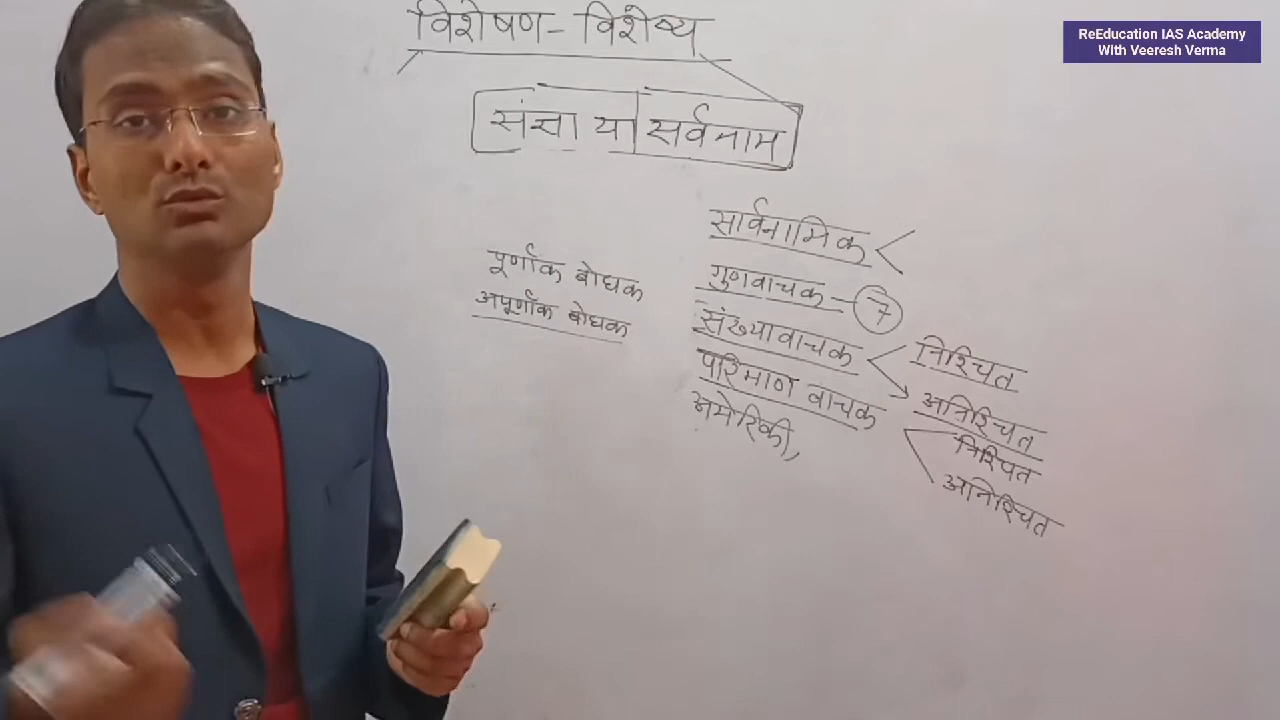 ReEducation IAS Academy
With Veeresh Verma
विशेषण - विशेष्य
संज्ञा या सर्वनाम
सार्वनामिक
गुणवाचक - 7
संख्यावाचक
निश्चित
अनिश्चित
परिमाण वाचक
निश्चित
अनिश्चित
अमेरिकी,
पूर्णांक बोधक
अपूर्णांक बोधक